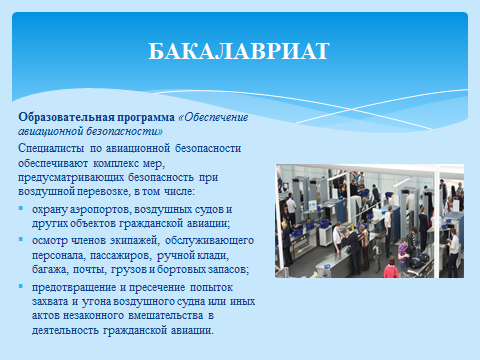 БАКАЛАВРИАТ
Образовательная программа «Обеспечение
авиационной безопасности»
Специалисты по авиационной безопасности
обеспечивают комплекс мер,
предусматривающих безопасность при
воздушной перевозке, в том числе:
охрану аэропортов, воздушных судов и
других объектов гражданской авиации;
осмотр членов экипажей, обслуживающего
персонала, пассажиров, ручной клади,
багажа, почты, грузов и бортовых запасов;
предотвращение и пресечение попыток
захвата и угона воздушного судна или иных
актов незаконного вмешательства в
деятельность гражданской авиации.